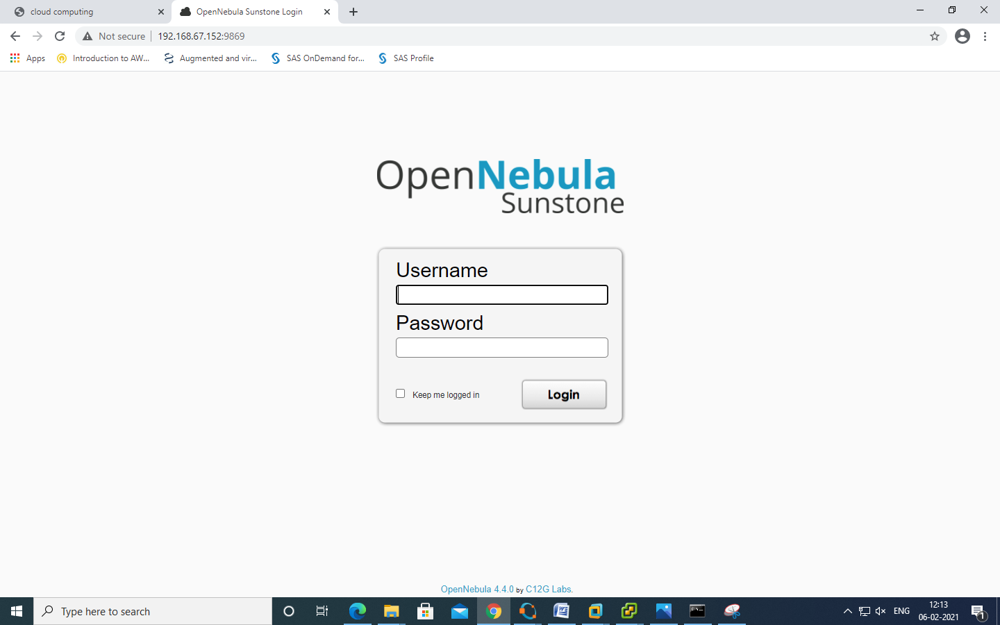 cloud computing
OpenNebula Sunstone Login
Not secure 192.168.67.152:9869
Apps Introduction to AW... Augmented and vir... SAS OnDemand for... SAS Profile
OpenNebula
Sunstone
Username
Password
Keep me logged in
Login
OpenNebula 4.4.0 by C12G Labs.
Type here to search
ENG
12:13
06-02-2021
1